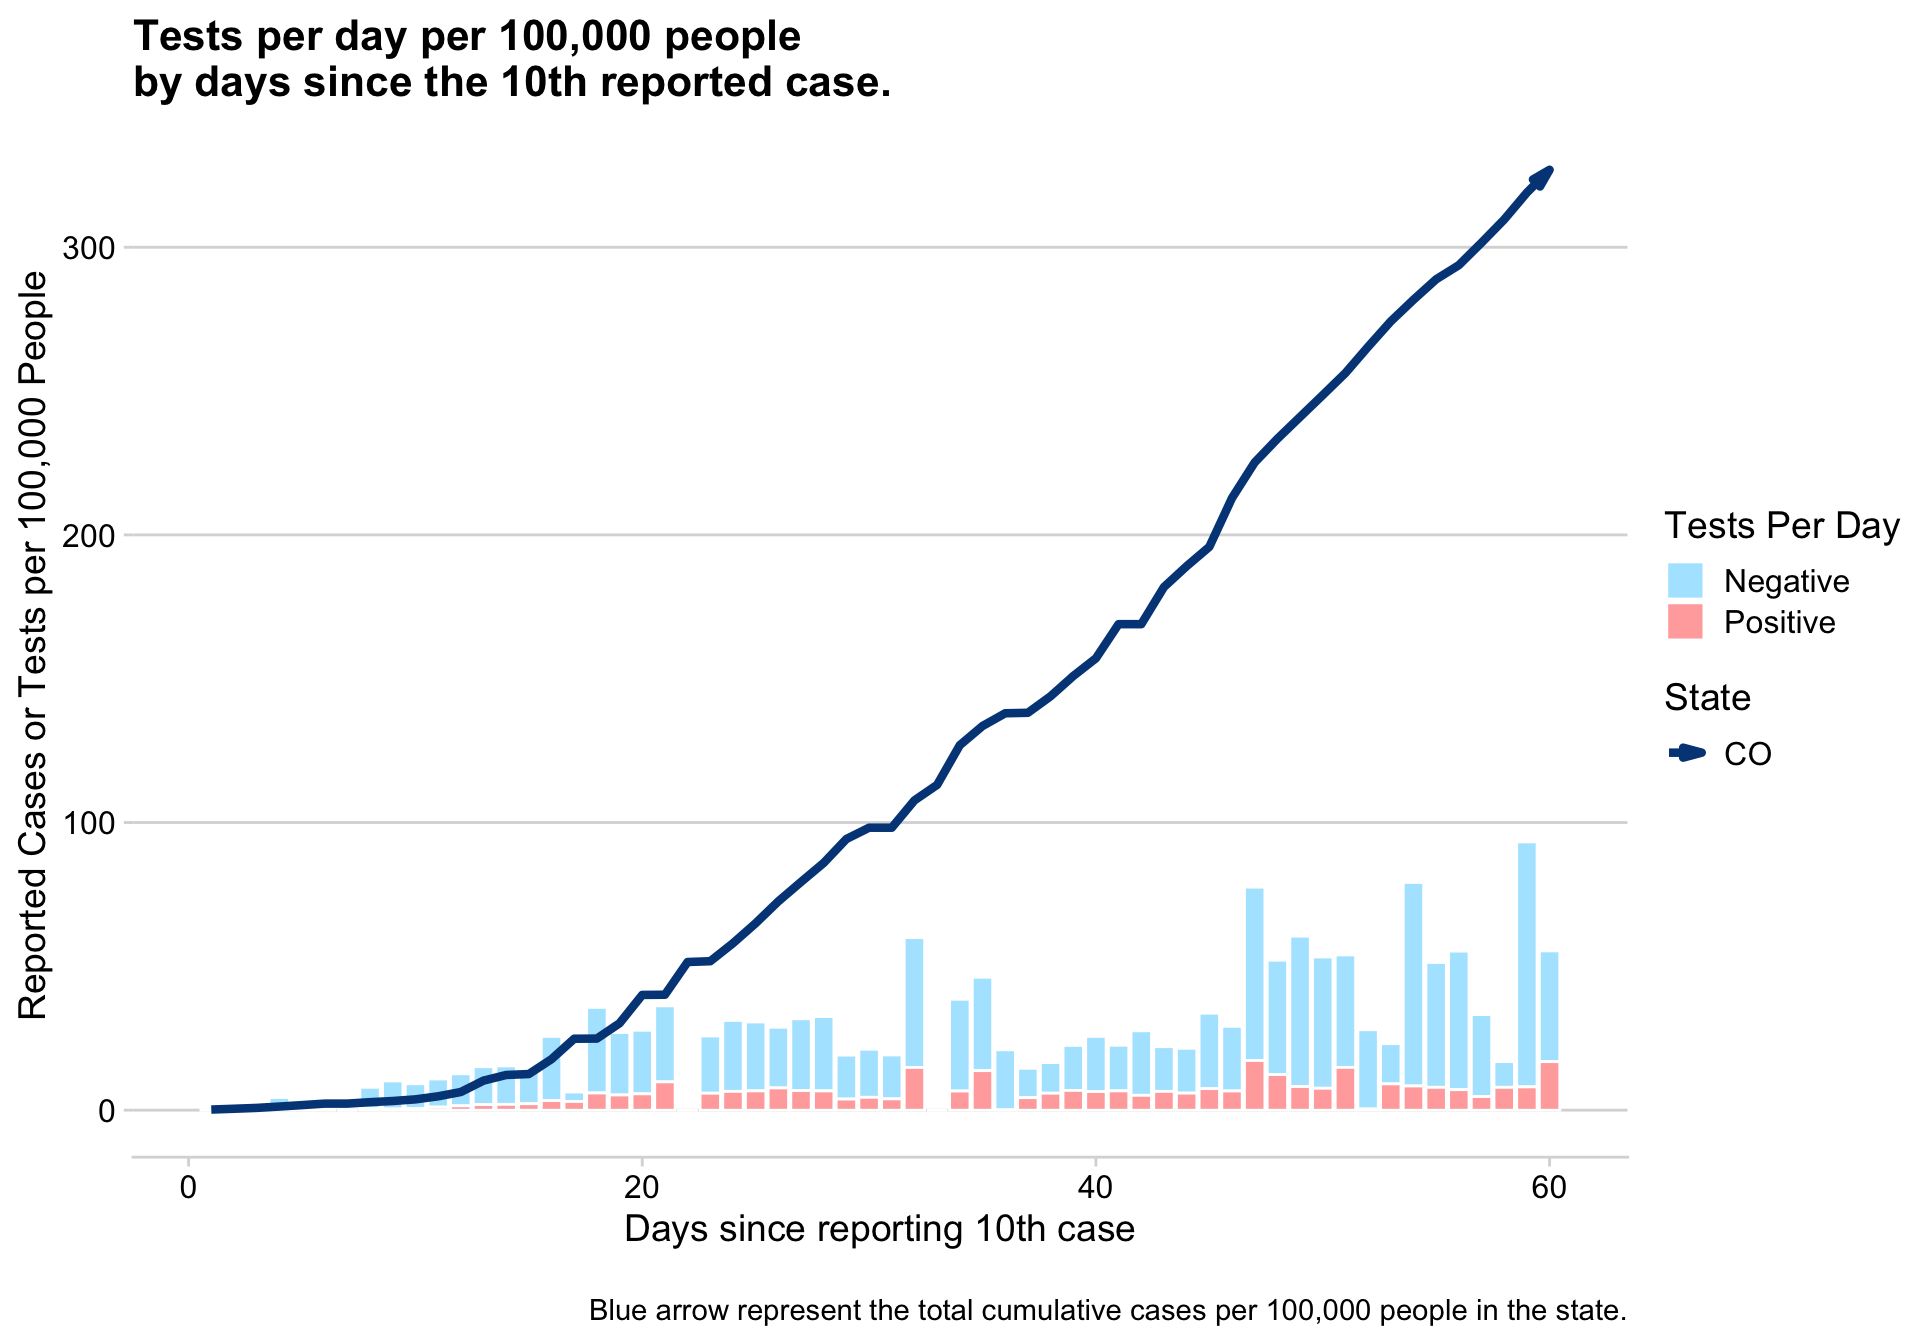 Tests per day per 100,000 people
by days since the 10th reported case.
Reported Cases or Tests per 100,000 People
300
200
100
0
0
20
40
60
Days since reporting 10th case
Tests Per Day
Negative
Positive
State
CO
Blue arrow represent the total cumulative cases per 100,000 people in the state.